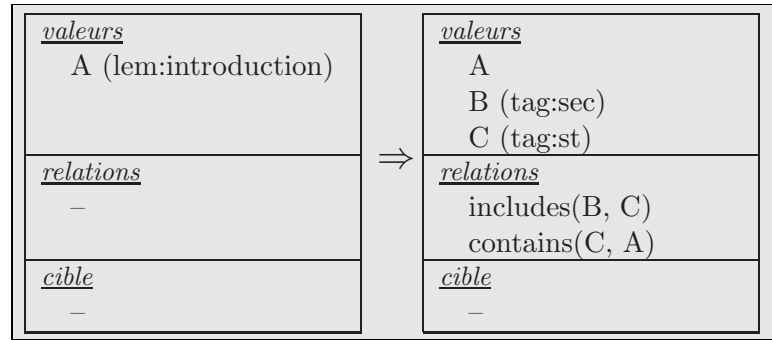 valeurs
A (lem:introduction)
relations
–
cible
–
⇒
valeurs
A
B (tag:sec)
C (tag:st)
relations
includes(B, C)
contains(C, A)
cible
–